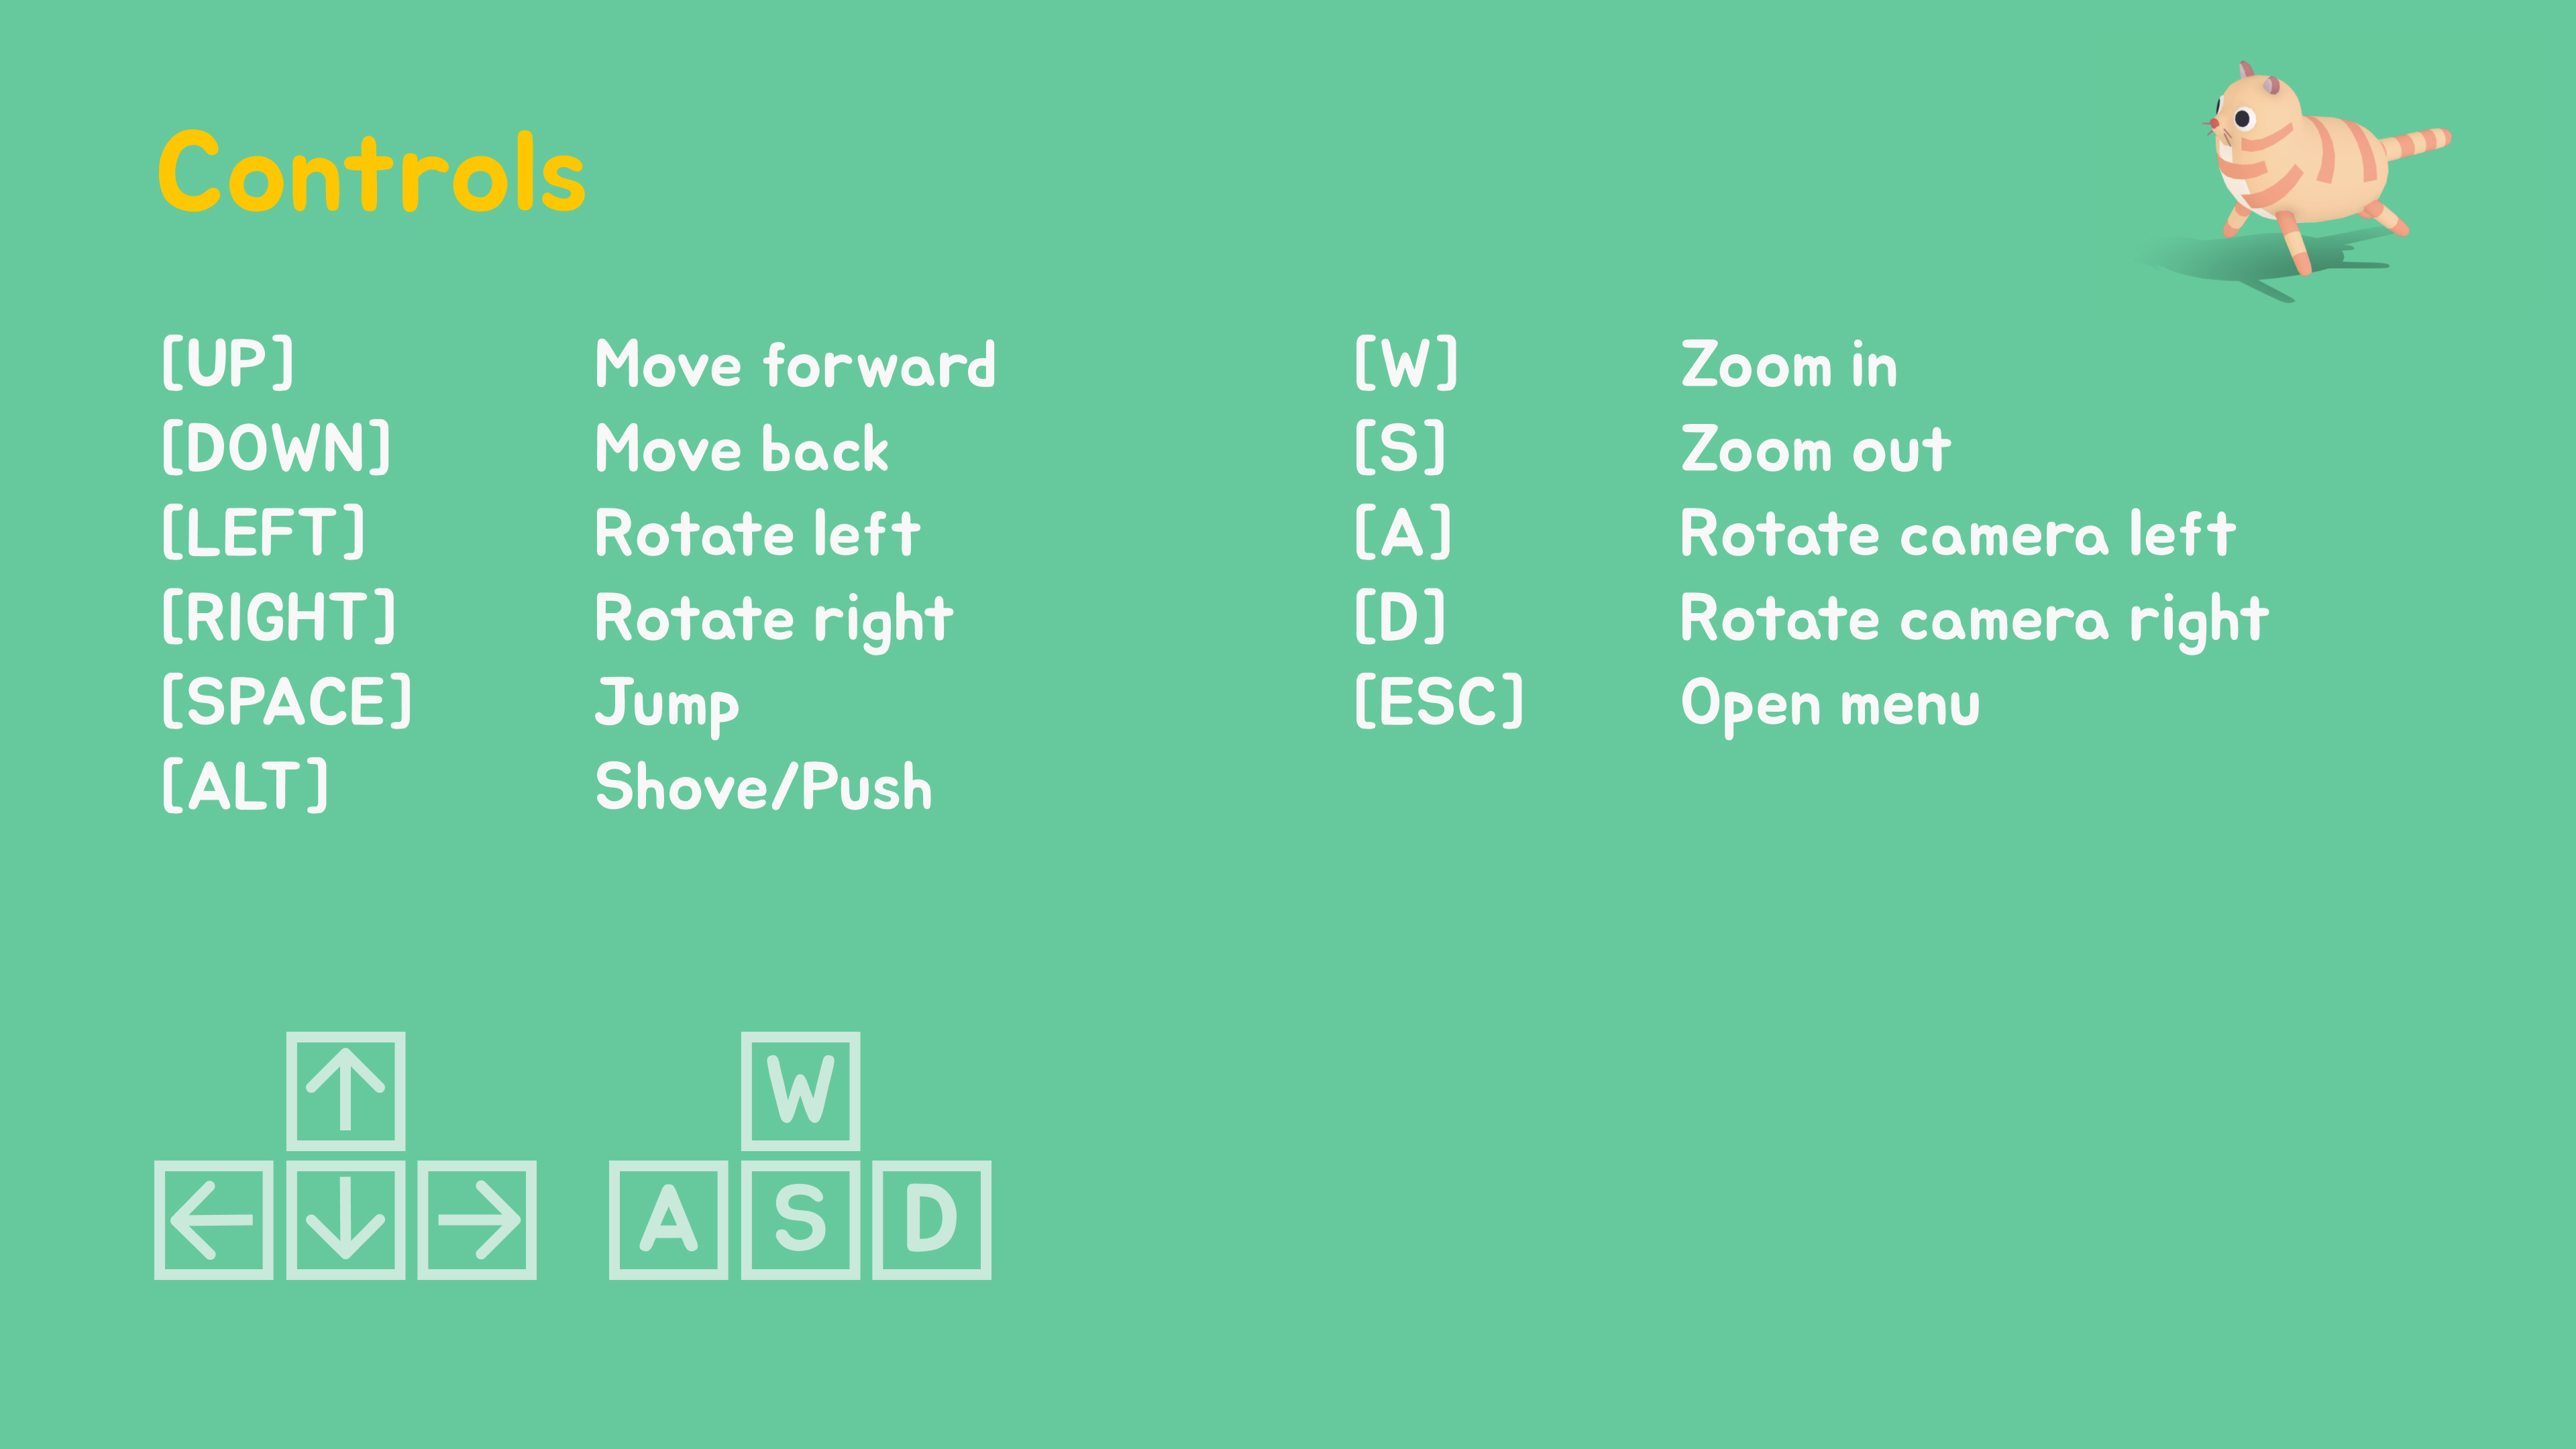 Controls
[UP] Move forward
[DOWN] Move back
[LEFT] Rotate left
[RIGHT] Rotate right
[SPACE] Jump
[ALT] Shove/Push
[W] Zoom in
[S] Zoom out
[A] Rotate camera left
[D] Rotate camera right
[ESC] Open menu
↑
← ↓ →
W
A S D